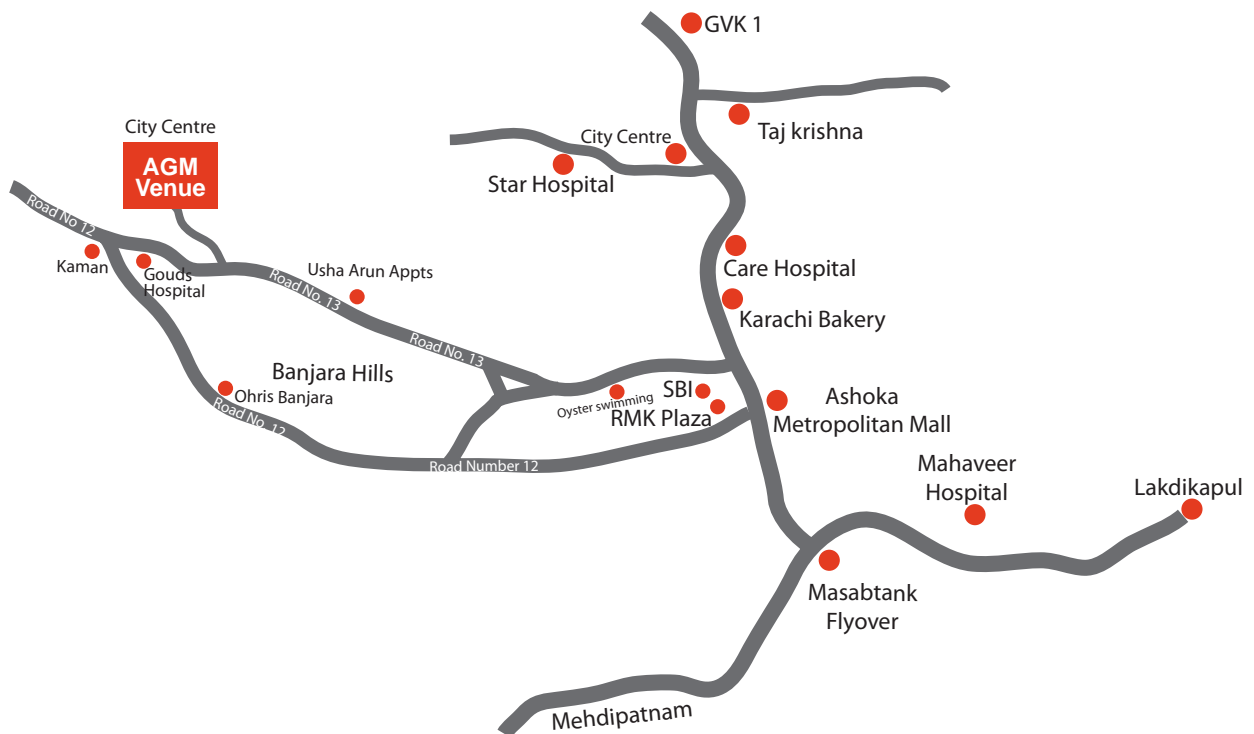 GVK 1
Taj krishna
City Centre
City Centre
Star Hospital
AGM
Venue
Road No 12
Kaman
Gouds
Hospital
Usha Arun Appts
Road No. 13
Care Hospital
Karachi Bakery
Road No. 13
Banjara Hills
Ohris Banjara
Road No. 12
Oyster swimming
SBI
RMK Plaza
Ashoka
Metropolitan Mall
Road Number 12
Mahaveer
Hospital
Lakdikapul
Masabtank
Flyover
Mehdipatnam